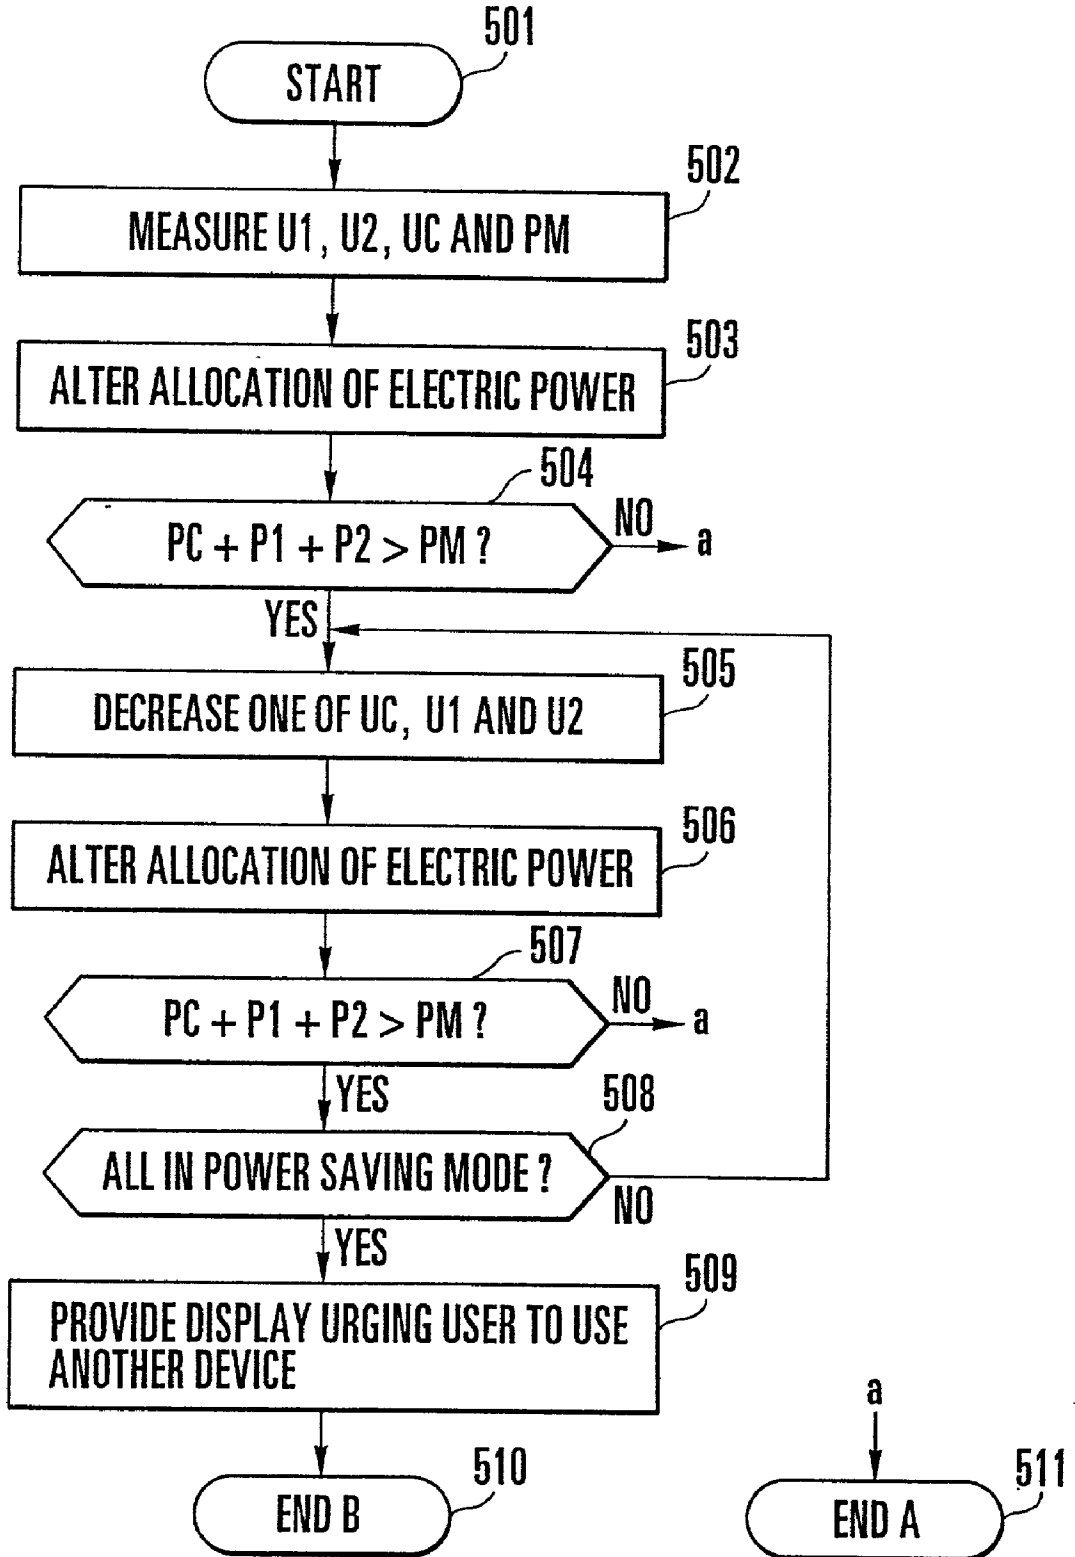 501
START
502
MEASURE U1, U2, UC AND PM
503
ALTER ALLOCATION OF ELECTRIC POWER
504
PC + P1 + P2 > PM ?
NO
a
YES
505
DECREASE ONE OF UC, U1 AND U2
506
ALTER ALLOCATION OF ELECTRIC POWER
507
PC + P1 + P2 > PM ?
NO
a
YES
508
ALL IN POWER SAVING MODE ?
NO
YES
509
PROVIDE DISPLAY URGING USER TO USE
ANOTHER DEVICE
510
END B
a
511
END A